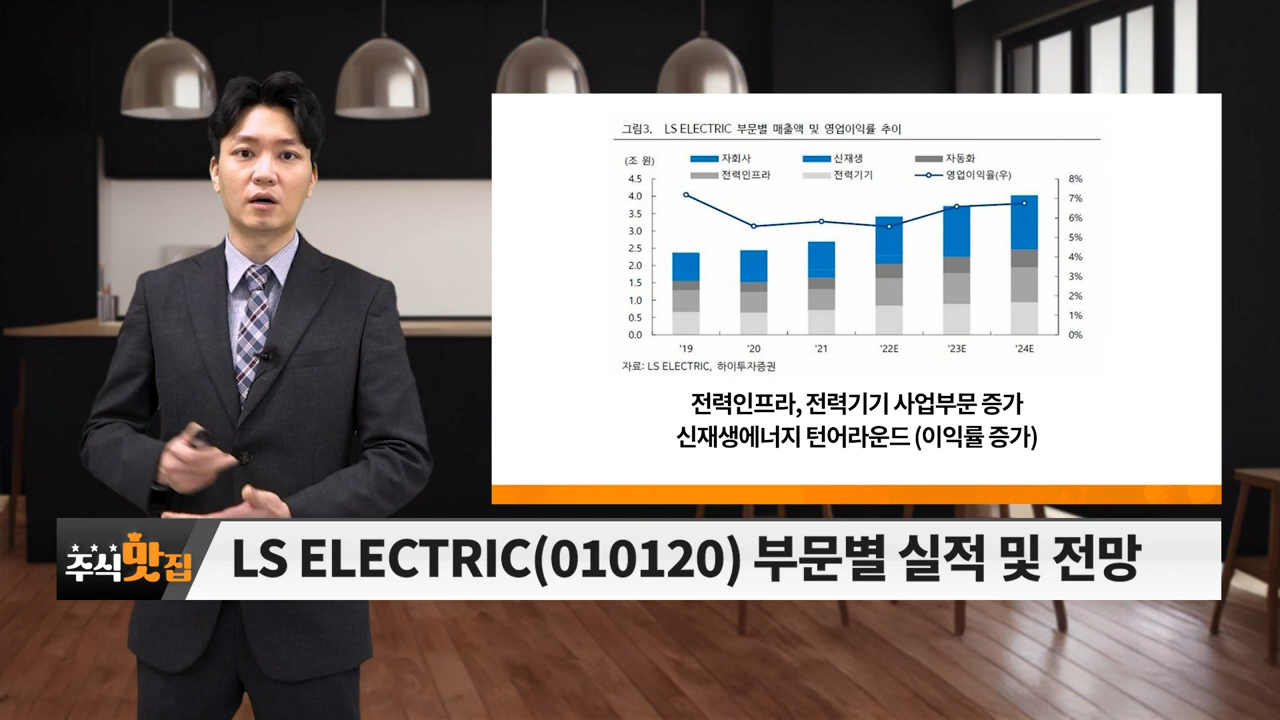 그림3. LS ELECTRIC 부문별 매출액 및 영업이익률 추이
(조 원)
자회사 신재생 자동화
전력인프라 전력기기 영업이익율(우)
4.5 8%
4.0 7%
3.5 6%
3.0 5%
2.5 4%
2.0 3%
1.5 2%
1.0 1%
0.5 0%
0.0
'19 '20 '21 '22E '23E '24E
자료: LS ELECTRIC, 하이투자증권
전력인프라, 전력기기 사업부문 증가
신재생에너지 턴어라운드 (이익률 증가)
주식맛집
LS ELECTRIC(010120) 부문별 실적 및 전망